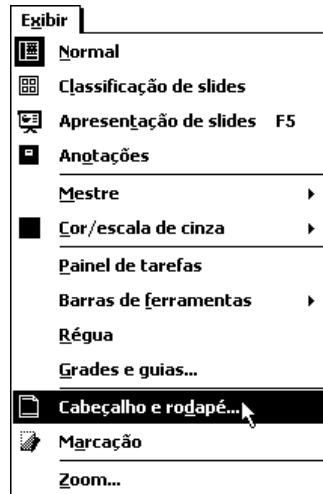 Exibir
Normal
Classificação de slides
Apresentação de slides F5
Anotações
Mestre
Cor/escala de cinza
Painel de tarefas
Barras de ferramentas
Régua
Grades e guias...
Cabeçalho e rodapé...
Marcação
Zoom...